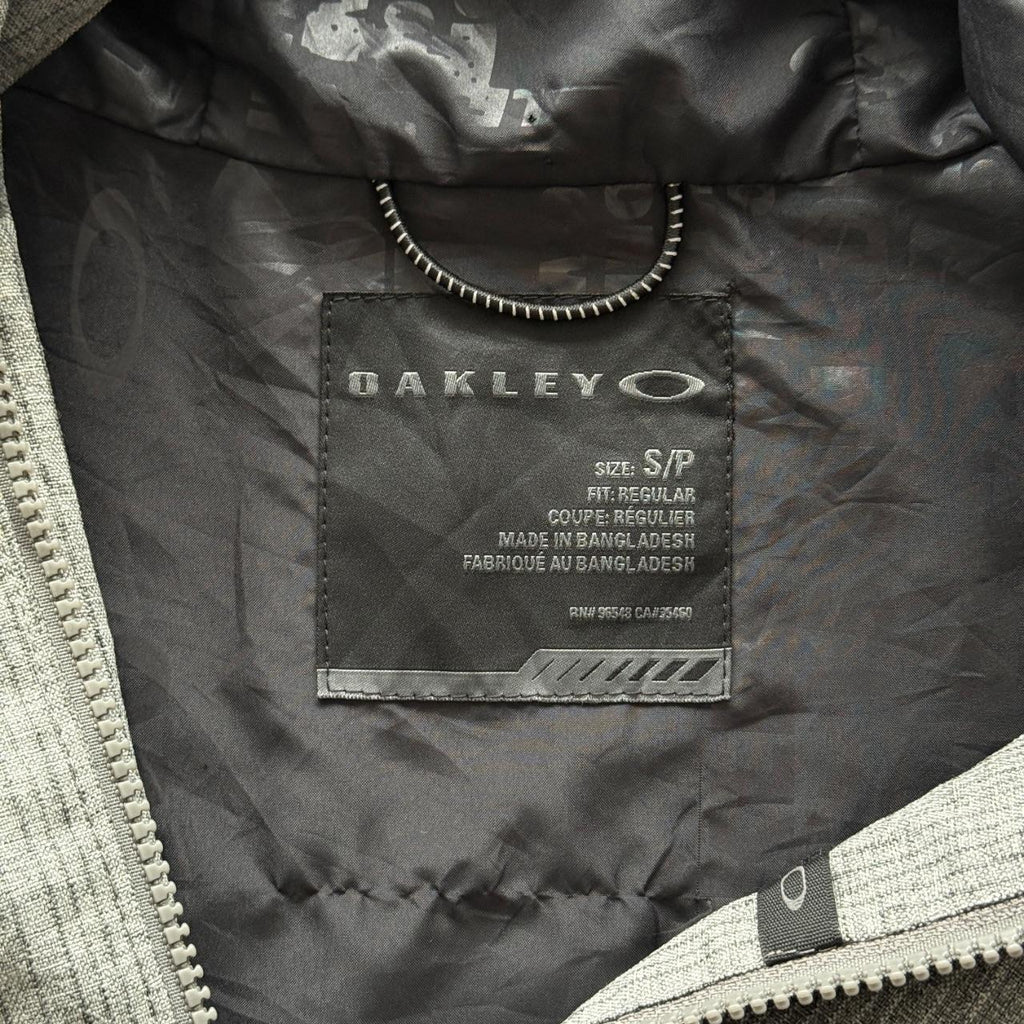 OAKLEY
SIZE: S/P
FIT: REGULAR
COUPE: RÉGULIER
MADE IN BANGLADESH
FABRIQUÉ AU BANGLADESH
RN# 96548 CA#35460